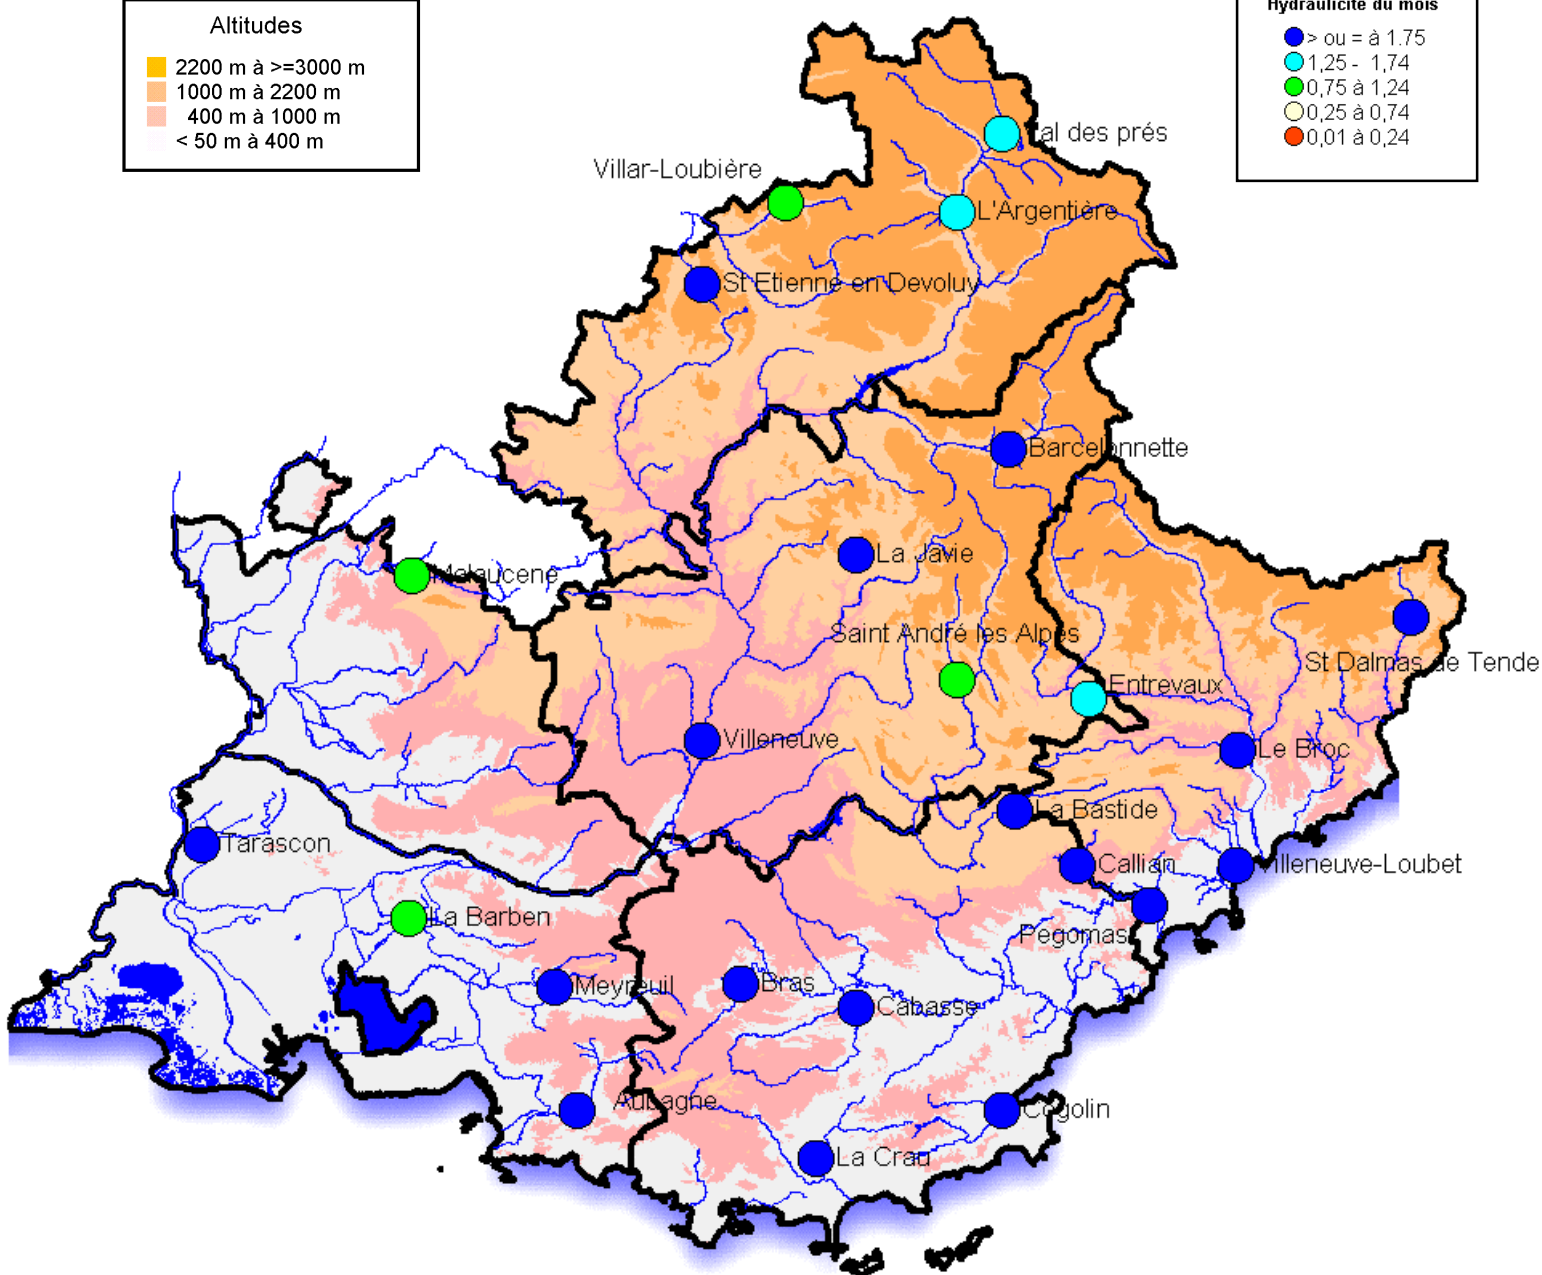 Altitudes
2200 m à >=3000 m
1000 m à 2200 m
400 m à 1000 m
< 50 m à 400 m
Hydraulicité du mois
> ou = à 1.75
1,25 - 1,74
0,75 à 1,24
0,25 à 0,74
0,01 à 0,24
Val des prés
Villar-Loubière
L'Argentière
St Etienne en Devoluy
Barcelonnette
La Javie
Malaucene
Saint André les Alpes
St Dalmas de Tende
Entrevaux
Villeneuve
Le Broc
La Bastide
Tarascon
Callian
Villeneuve-Loubet
La Barben
Pegomas
Meyreuil
Bras
Cabasse
Aubagne
Cogolin
La Crau